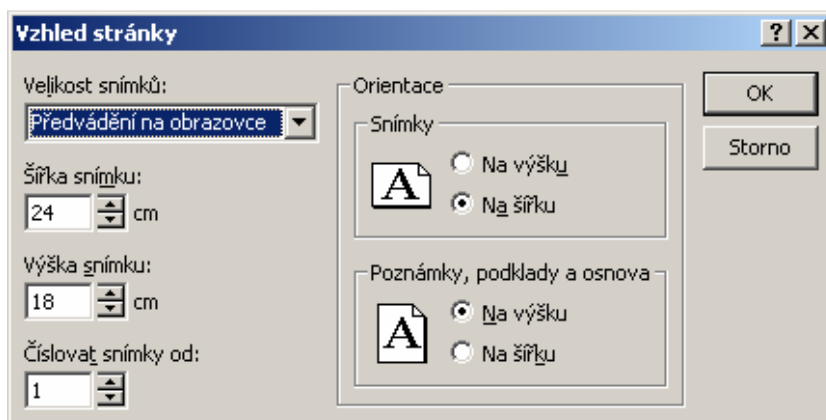 Vzhled stránky
Velikost snímků:
Předvádění na obrazovce
Šířka snímku:
24 cm
Výška snímku:
18 cm
Číslovat snímky od:
1
Orientace
Snímky
A
Na výšku
Na šířku
Poznámky, podklady a osnova
A
Na výšku
Na šířku
OK
Storno